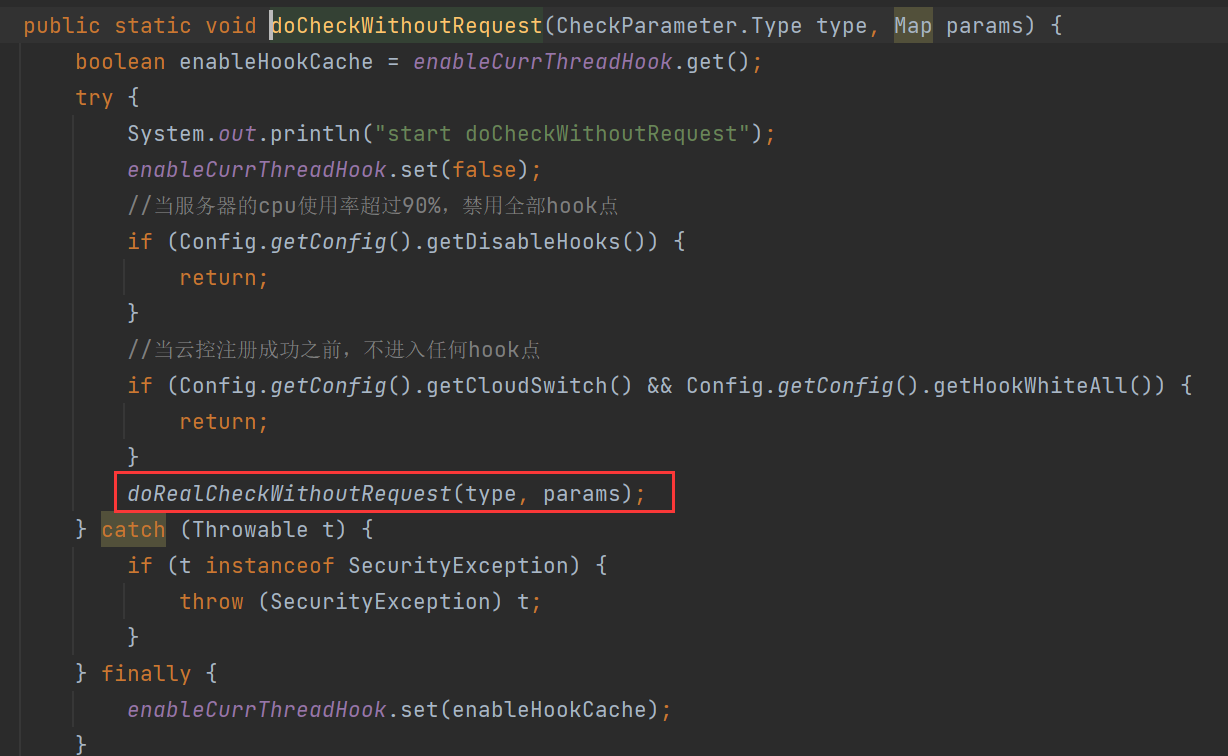 public static void doCheckWithoutRequest(CheckParameter.Type type, Map params) {
boolean enableHookCache = enableCurrThreadHook.get();
try {
System.out.println("start doCheckWithoutRequest");
enableCurrThreadHook.set(false);
//当服务器的cpu使用率超过90%，禁用全部hook点
if (Config.getConfig().getDisableHooks()) {
return;
}
//当云控注册成功之前，不进入任何hook点
if (Config.getConfig().getCloudSwitch() && Config.getConfig().getHookWhiteAll()) {
return;
}
doRealCheckWithoutRequest(type, params);
} catch (Throwable t) {
if (t instanceof SecurityException) {
throw (SecurityException) t;
}
} finally {
enableCurrThreadHook.set(enableHookCache);
}